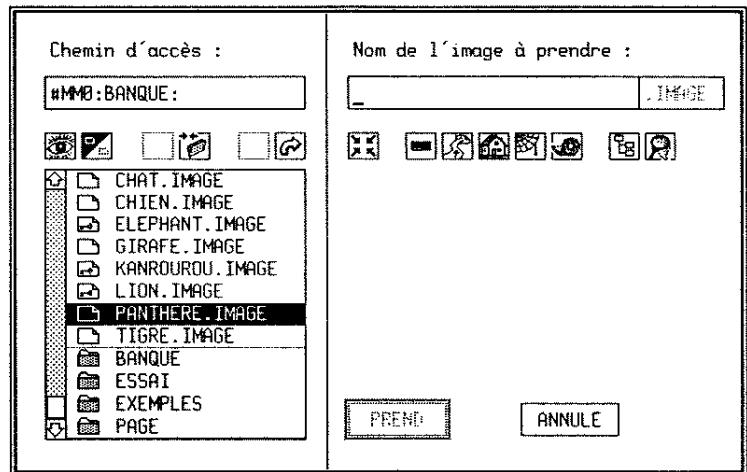 Chemin d´accès :
#MM0:BANQUE:
CHAT.IMAGE
CHIEN.IMAGE
ELEPHANT.IMAGE
GIRAFE.IMAGE
KANROUROU.IMAGE
LION.IMAGE
PANTHERE.IMAGE
TIGRE.IMAGE
BANQUE
ESSAI
EXEMPLES
PAGE
Nom de l´image à prendre :
_
.IMAGE
PREND
ANNULE